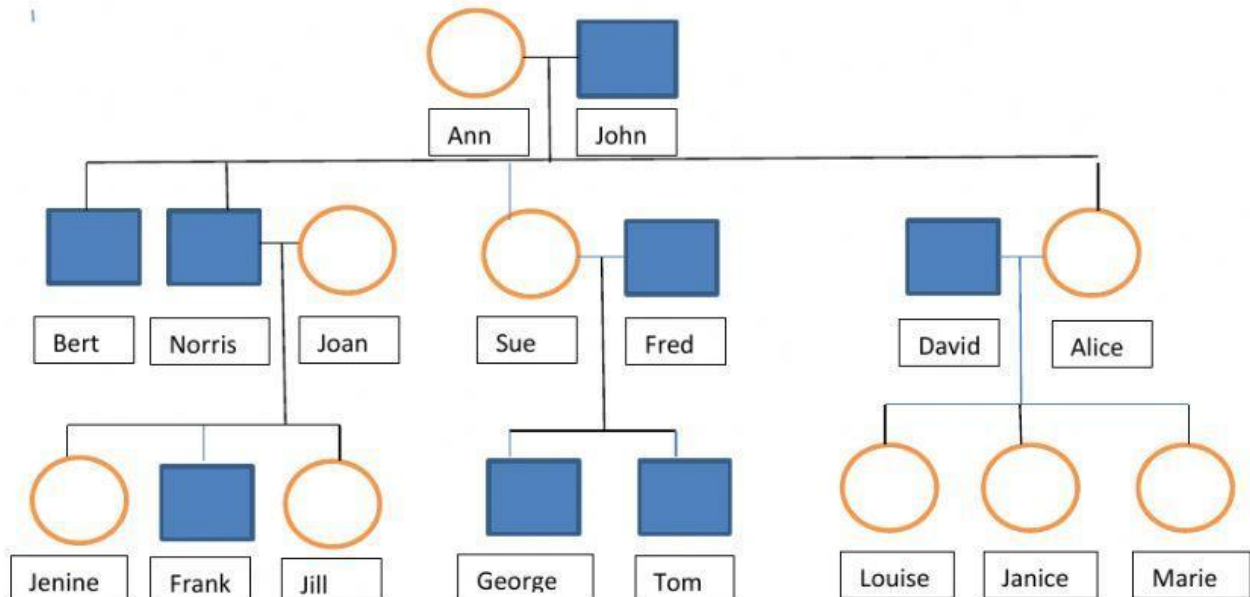 Ann John
Bert Norris Joan Sue Fred David Alice
Jenine Frank Jill George Tom Louise Janice Marie